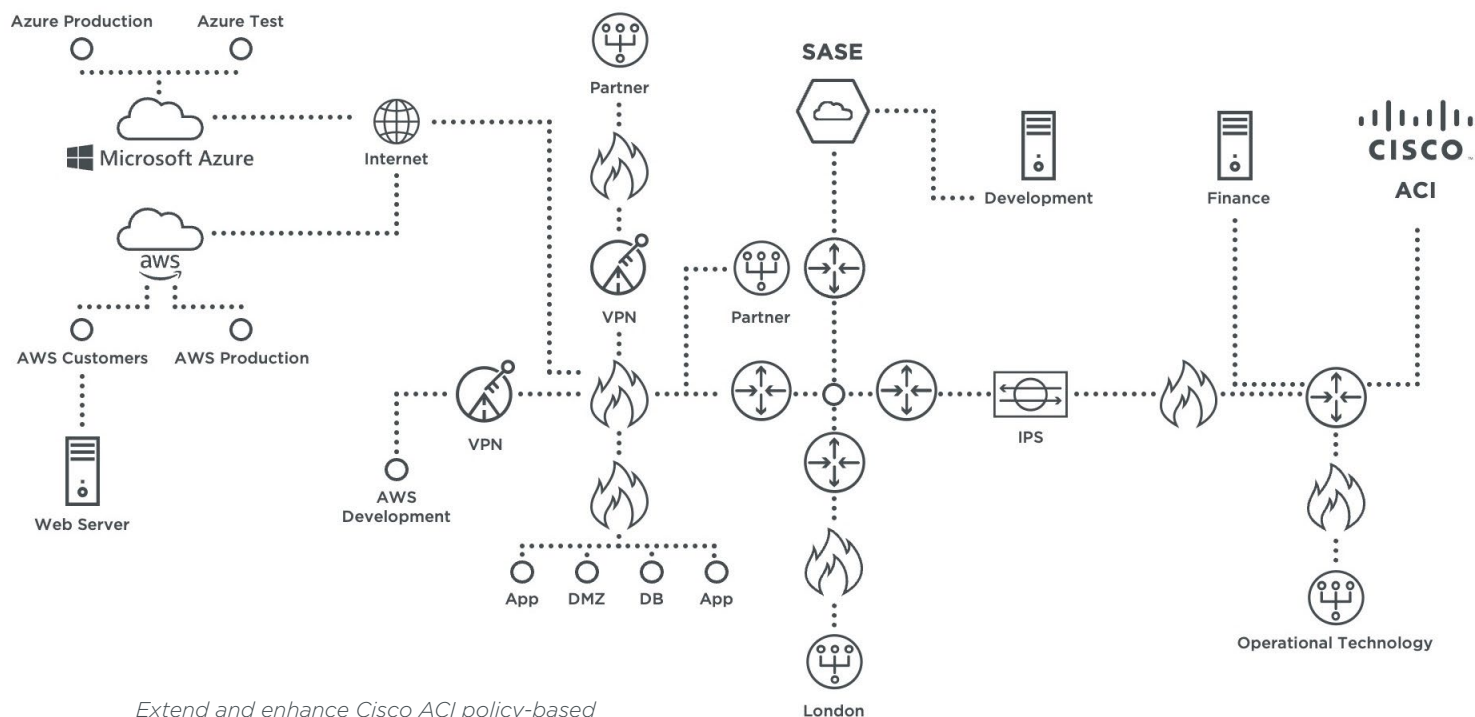 Azure Production
Azure Test
Partner
SASE
Microsoft Azure
Internet
Development
Finance
CISCO
ACI
aws
VPN
Partner
AWS Customers
AWS Production
VPN
IPS
AWS
Development
Web Server
App
DMZ
DB
App
Operational Technology
London
Extend and enhance Cisco ACI policy-based